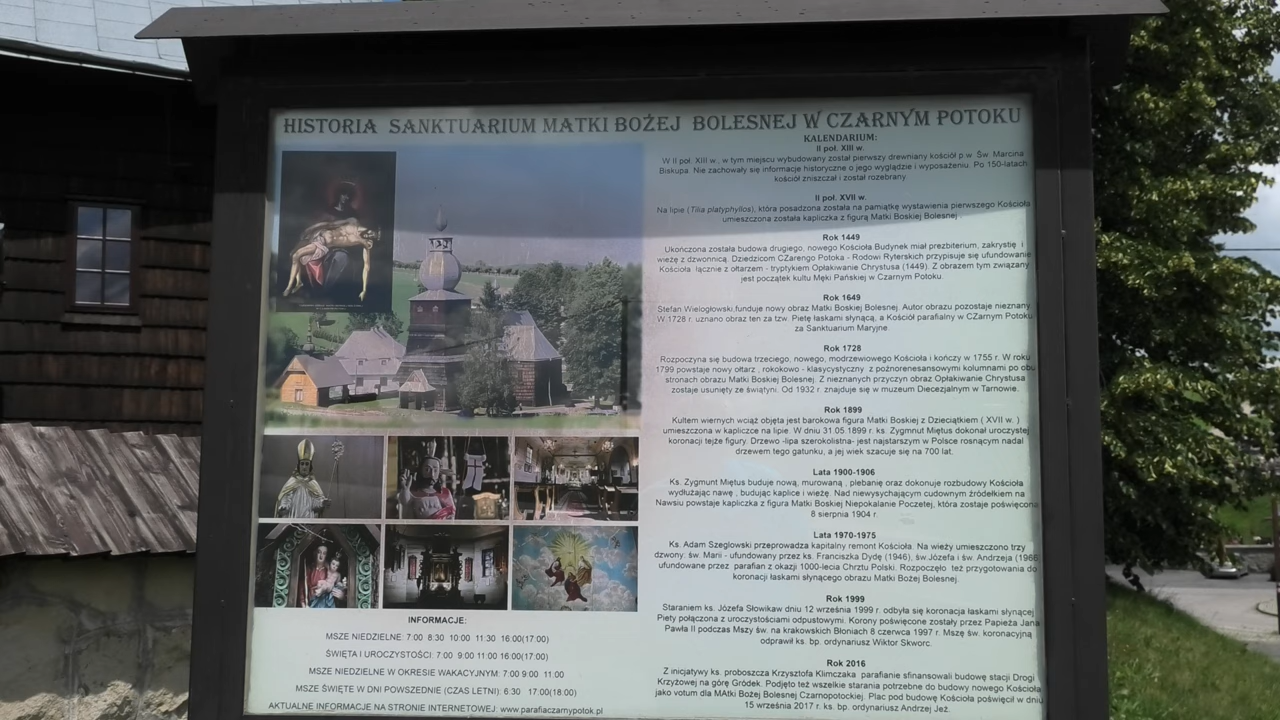 HISTORIA SANKTUARIUM MATKI BOŻEJ BOLESNEJ W CZARNYM POTOKU
KALENDARIUM:
II poł. XIII w.
W II poł. XIII w., w tym miejscu wybudowany został pierwszy drewniany kościół p.w. Św. Marcina
Biskupa. Nie zachowały się informacje historyczne o jego wyglądzie i wyposażeniu. Po 150-latach
kościół zniszczał i został rozebrany.
II poł. XVII w.
Na lipie (Tilia platyphyllos), która posadzona została na pamiątkę wystawienia pierwszego Kościoła
umieszczona została kapliczka z figurą Matki Boskiej Bolesnej .
Rok 1449
Ukończona została budowa drugiego, nowego Kościoła.Budynek miał prezbiterium, zakrystię i
wieżę z dzwonnicą. Dziedzicom CZarengo Potoka - Rodowi Ryterskich przypisuje się ufundowanie
Kościoła łącznie z ołtarzem - tryptykiem Opłakiwanie Chrystusa (1449). Z obrazem tym związany
jest początek kultu Męki Pańskiej w Czarnym Potoku.
Rok 1649
Stefan Wielogłowski,funduje nowy obraz Matki Boskiej Bolesnej. Autor obrazu pozostaje nieznany.
W 1728 r. uznano obraz ten za tzw. Pietę łaskami słynącą, a Kościół parafialny w CZarnym Potoku
za Sanktuarium Maryjne.
Rok 1728
Rozpoczyna się budowa trzeciego, nowego, modrzewiowego Kościoła i kończy w 1755 r. W roku
1799 powstaje nowy ołtarz , rokokowo - klasycystyczny z poźnorenesansowymi kolumnami po obu
stronach obrazu Matki Boskiej Bolesnej. Z nieznanych przyczyn obraz Opłakiwanie Chrystusa
zostaje usunięty ze świątyni. Od 1932 r. znajduje się w muzeum Diecezjalnym w Tarnowie.
Rok 1899
Kultem wiernych wciąż objęta jest barokowa figura Matki Boskiej z Dzieciątkiem ( XVII w. )
umieszczona w kapliczce na lipie. W dniu 31.05.1899 r. ks. Zygmnut Miętus dokonał uroczystej
koronacji tejże figury. Drzewo -lipa szerokolistna- jest najstarszym w Polsce rosnącym nadal
drzewem tego gatunku, a jej wiek szacuje się na 700 lat.
Lata 1900-1906
Ks. Zygmunt Miętus buduje nową, murowaną , plebanię oraz dokonuje rozbudowy Kościoła
wydłużając nawę , budując kaplice i wieżę. Nad niewysychającym cudownym źródełkiem na
Nawsiu powstaje kapliczka z figura Matki Boskiej Niepokalanie Poczetej, która zostaje poświęcona
8 sierpnia 1904 r.
Lata 1970-1975
Ks. Adam Szeglowski przeprowadza kapitalny remont Kościoła. Na wieży umieszczono trzy
dzwony: św. Marii - ufundowany przez ks. Franciszka Dydę (1946), św.Józefa i św. Andrzeja (1966
ufundowane przez parafian z okazji 1000-lecia Chrztu Polski. Rozpoczęło też przygotowania do
koronacji łaskami słynącego obrazu Matki Bożej Bolesnej.
Rok 1999
Staraniem ks. Józefa Słowikaw dniu 12 września 1999 r. odbyła się koronacja łaskami słynącej
Piety połączona z uroczystościami odpustowymi. Korony poświęcone zostały przez Papieża Jana
Pawła II podczas Mszy św. na krakowskich Błoniach 8 czerwca 1997 r. Mszę św. koronacyjną
odprawił ks. bp. ordynariusz Wiktor Skworc.
Rok 2016
Z inicjatywy ks. proboszcza Krzysztofa Klimczaka parafianie sfinansowali budowę stacji Drogi
Krzyżowej na górę Gródek. Podjęto też wszelkie starania potrzebne do budowy nowego Kościoła
jako votum dla MAtki Bożej Bolesnej Czarnopotockiej. Plac pod budowę Kościoła poświęcił w dniu
15 września 2017 r. ks. bp. ordynariusz Andrzej Jeż.
INFORMACJE:
MSZE NIEDZIELNE: 7:00 8:30 10:00 11:30 16:00(17:00)
ŚWIĘTA I UROCZYSTOŚCI: 7:00 9:00 11:00 16:00(17:00)
MSZE NIEDZIELNE W OKRESIE WAKACYJNYM: 7:00 9:00 11:00
MSZE ŚWIĘTE W DNI POWSZEDNIE (CZAS LETNI): 6:30 17:00(18:00)
AKTUALNE INFORMACJE NA STRONIE INTERNETOWEJ: www.parafiaczarnypotok.pl